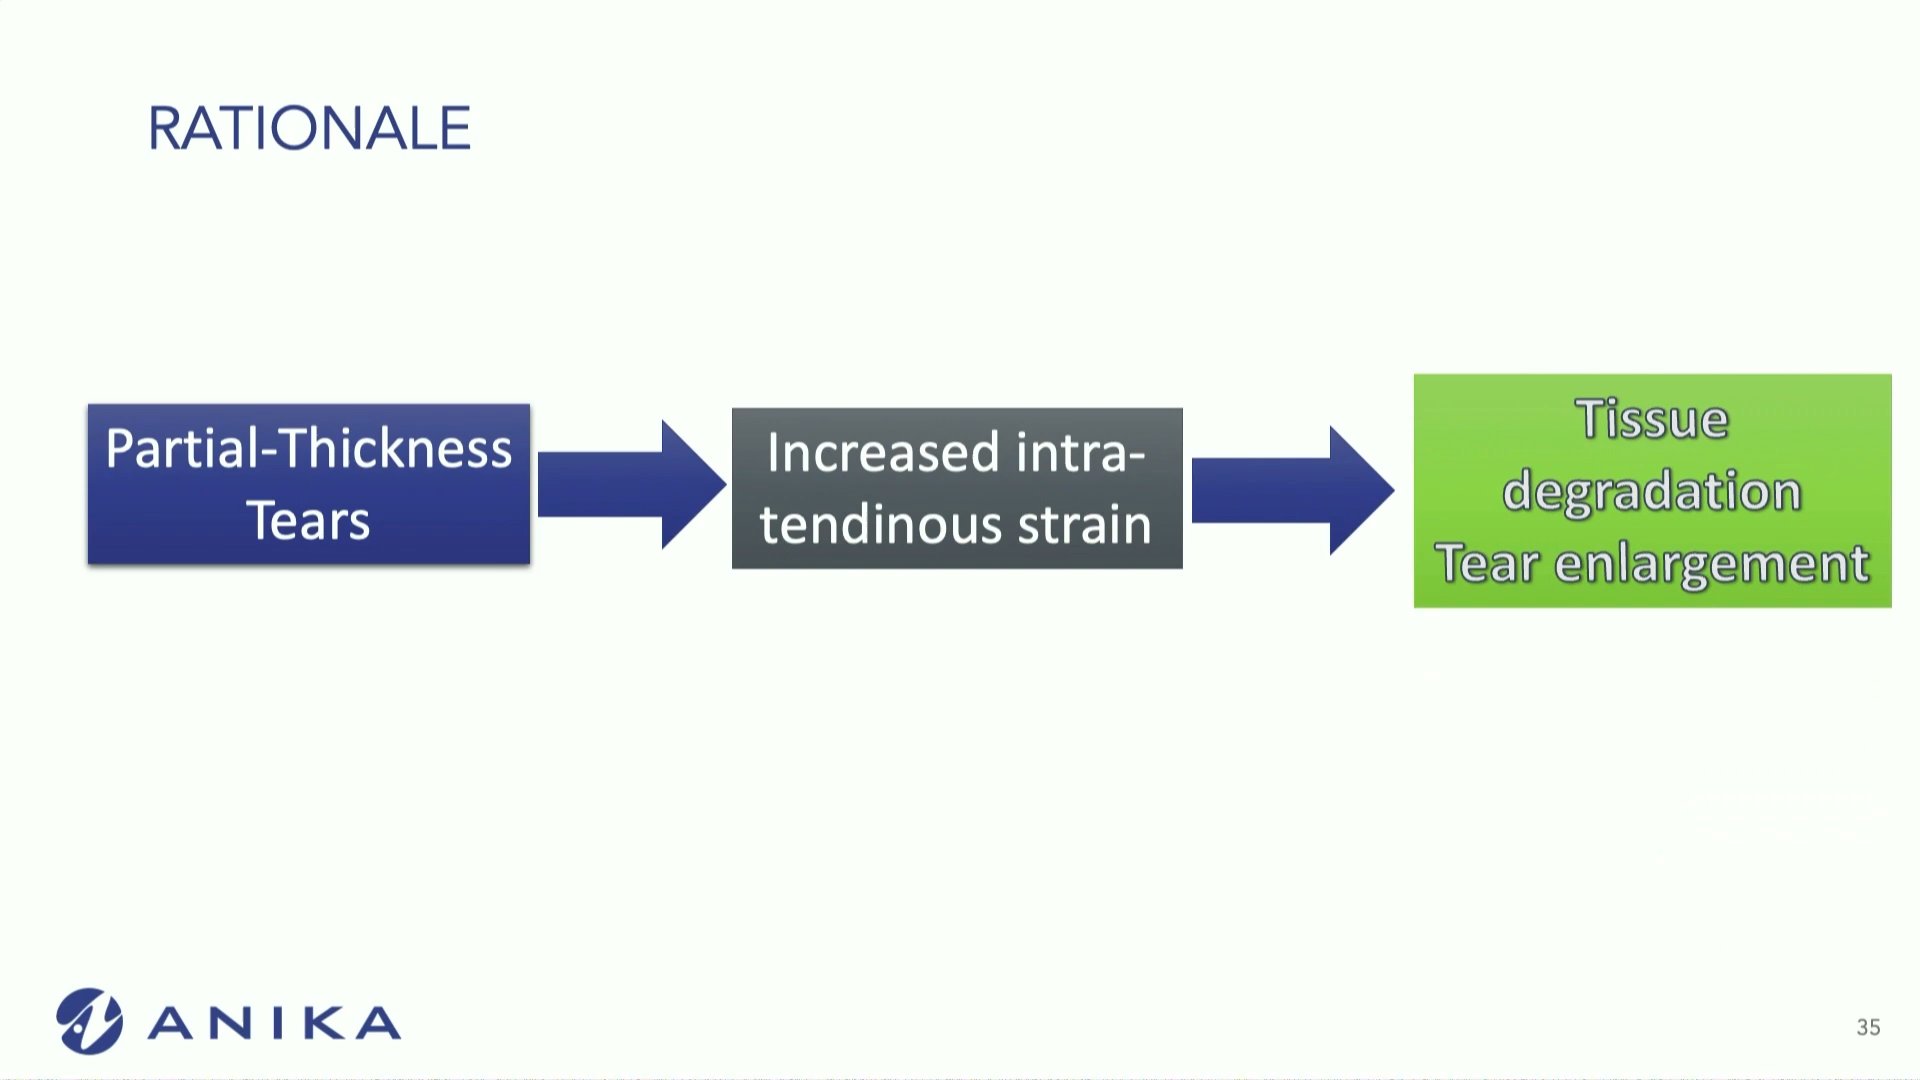 RATIONALE
Partial-Thickness
Tears
Increased intra-
tendinous strain
Tissue
degradation
Tear enlargement
ANIKA
35